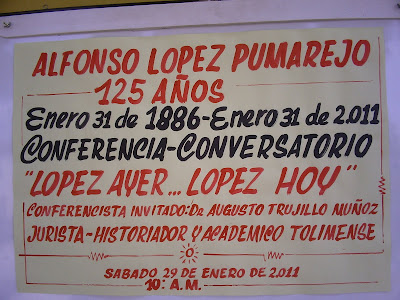 ALFONSO LOPEZ PUMAREJO
125 AÑOS
Enero 31 de 1886-Enero 31 de 2.011
CONFERENCIA-CONVERSATORIO
"LOPEZ AYER... LOPEZ HOY"
CONFERENCISTA INVITADO:DR. AUGUSTO TRUJILLO MUÑOZ
JURISTA-HISTORIADOR Y ACADEMICO TOLIMENSE
SABADO 29 DE ENERO DE 2.011
10: A.M.